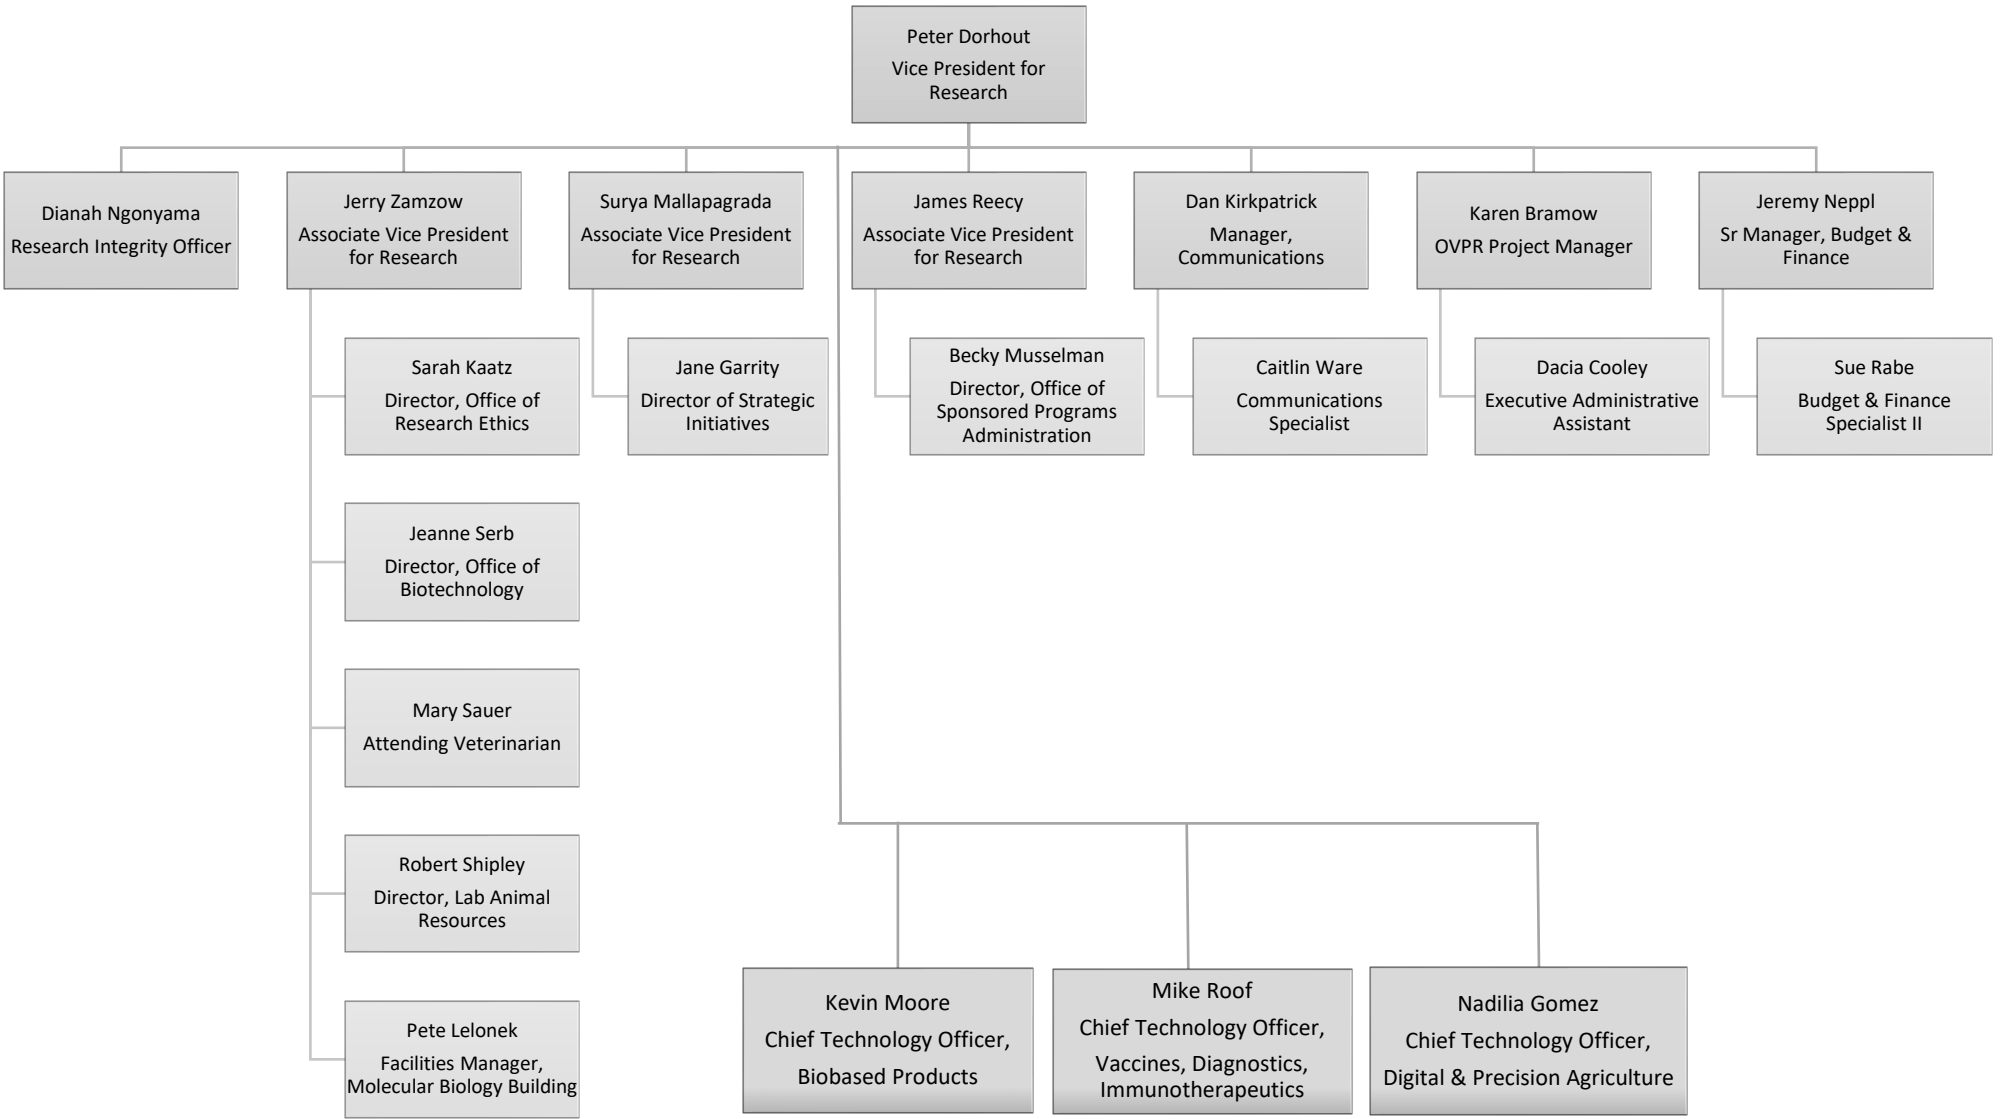 Peter Dorhout
Vice President for
Research
Dianah Ngonyama
Research Integrity Officer
Jerry Zamzow
Associate Vice President
for Research
Surya Mallapagrada
Associate Vice President
for Research
James Reecy
Associate Vice President
for Research
Dan Kirkpatrick
Manager,
Communications
Karen Bramow
OVPR Project Manager
Jeremy Neppl
Sr Manager, Budget &
Finance
Sarah Kaatz
Director, Office of
Research Ethics
Jane Garrity
Director of Strategic
Initiatives
Becky Musselman
Director, Office of
Sponsored Programs
Administration
Caitlin Ware
Communications
Specialist
Dacia Cooley
Executive Administrative
Assistant
Sue Rabe
Budget & Finance
Specialist II
Jeanne Serb
Director, Office of
Biotechnology
Mary Sauer
Attending Veterinarian
Robert Shipley
Director, Lab Animal
Resources
Pete Lelonek
Facilities Manager,
Molecular Biology Building
Kevin Moore
Chief Technology Officer,
Biobased Products
Mike Roof
Chief Technology Officer,
Vaccines, Diagnostics,
Immunotherapeutics
Nadilia Gomez
Chief Technology Officer,
Digital & Precision Agriculture